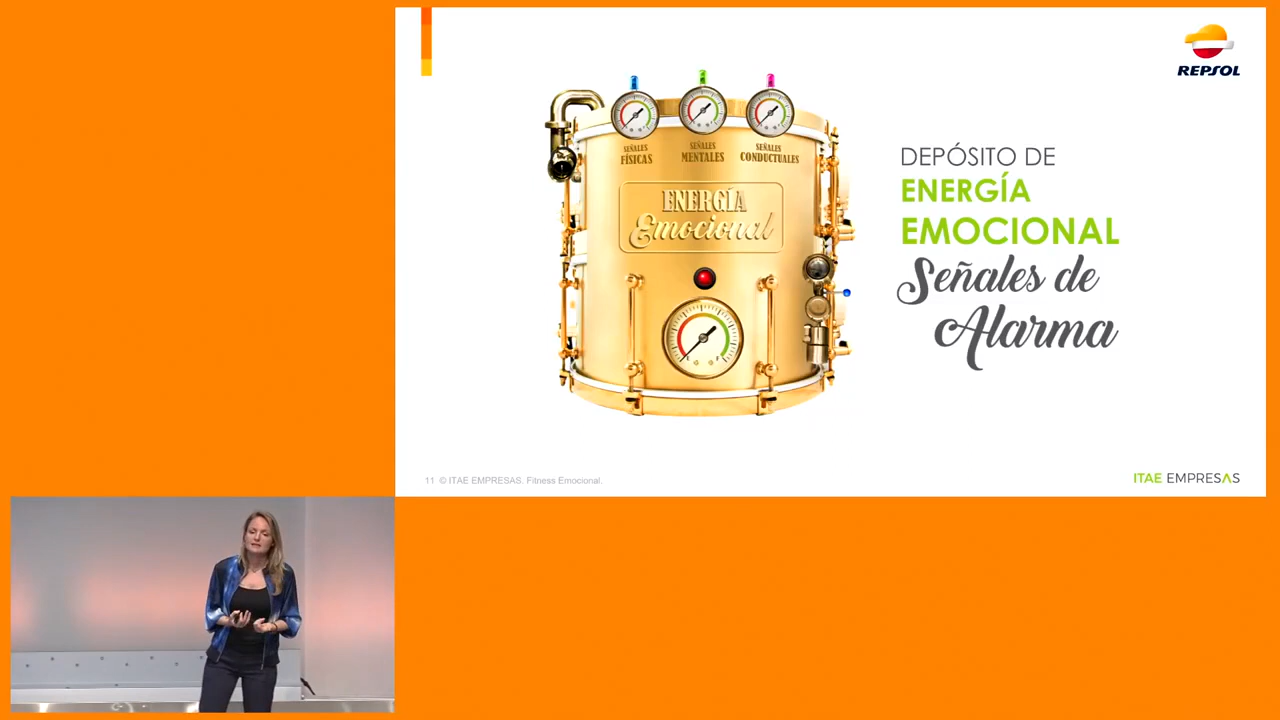 REPSOL
SEÑALES
FÍSICAS
SEÑALES
MENTALES
SEÑALES
CONDUCTUALES
ENERGÍA
Emocional
E F
DEPÓSITO DE
ENERGÍA
EMOCIONAL
Señales de
Alarma
11 © ITAE EMPRESAS. Fitness Emocional.
ITAE EMPRESAS